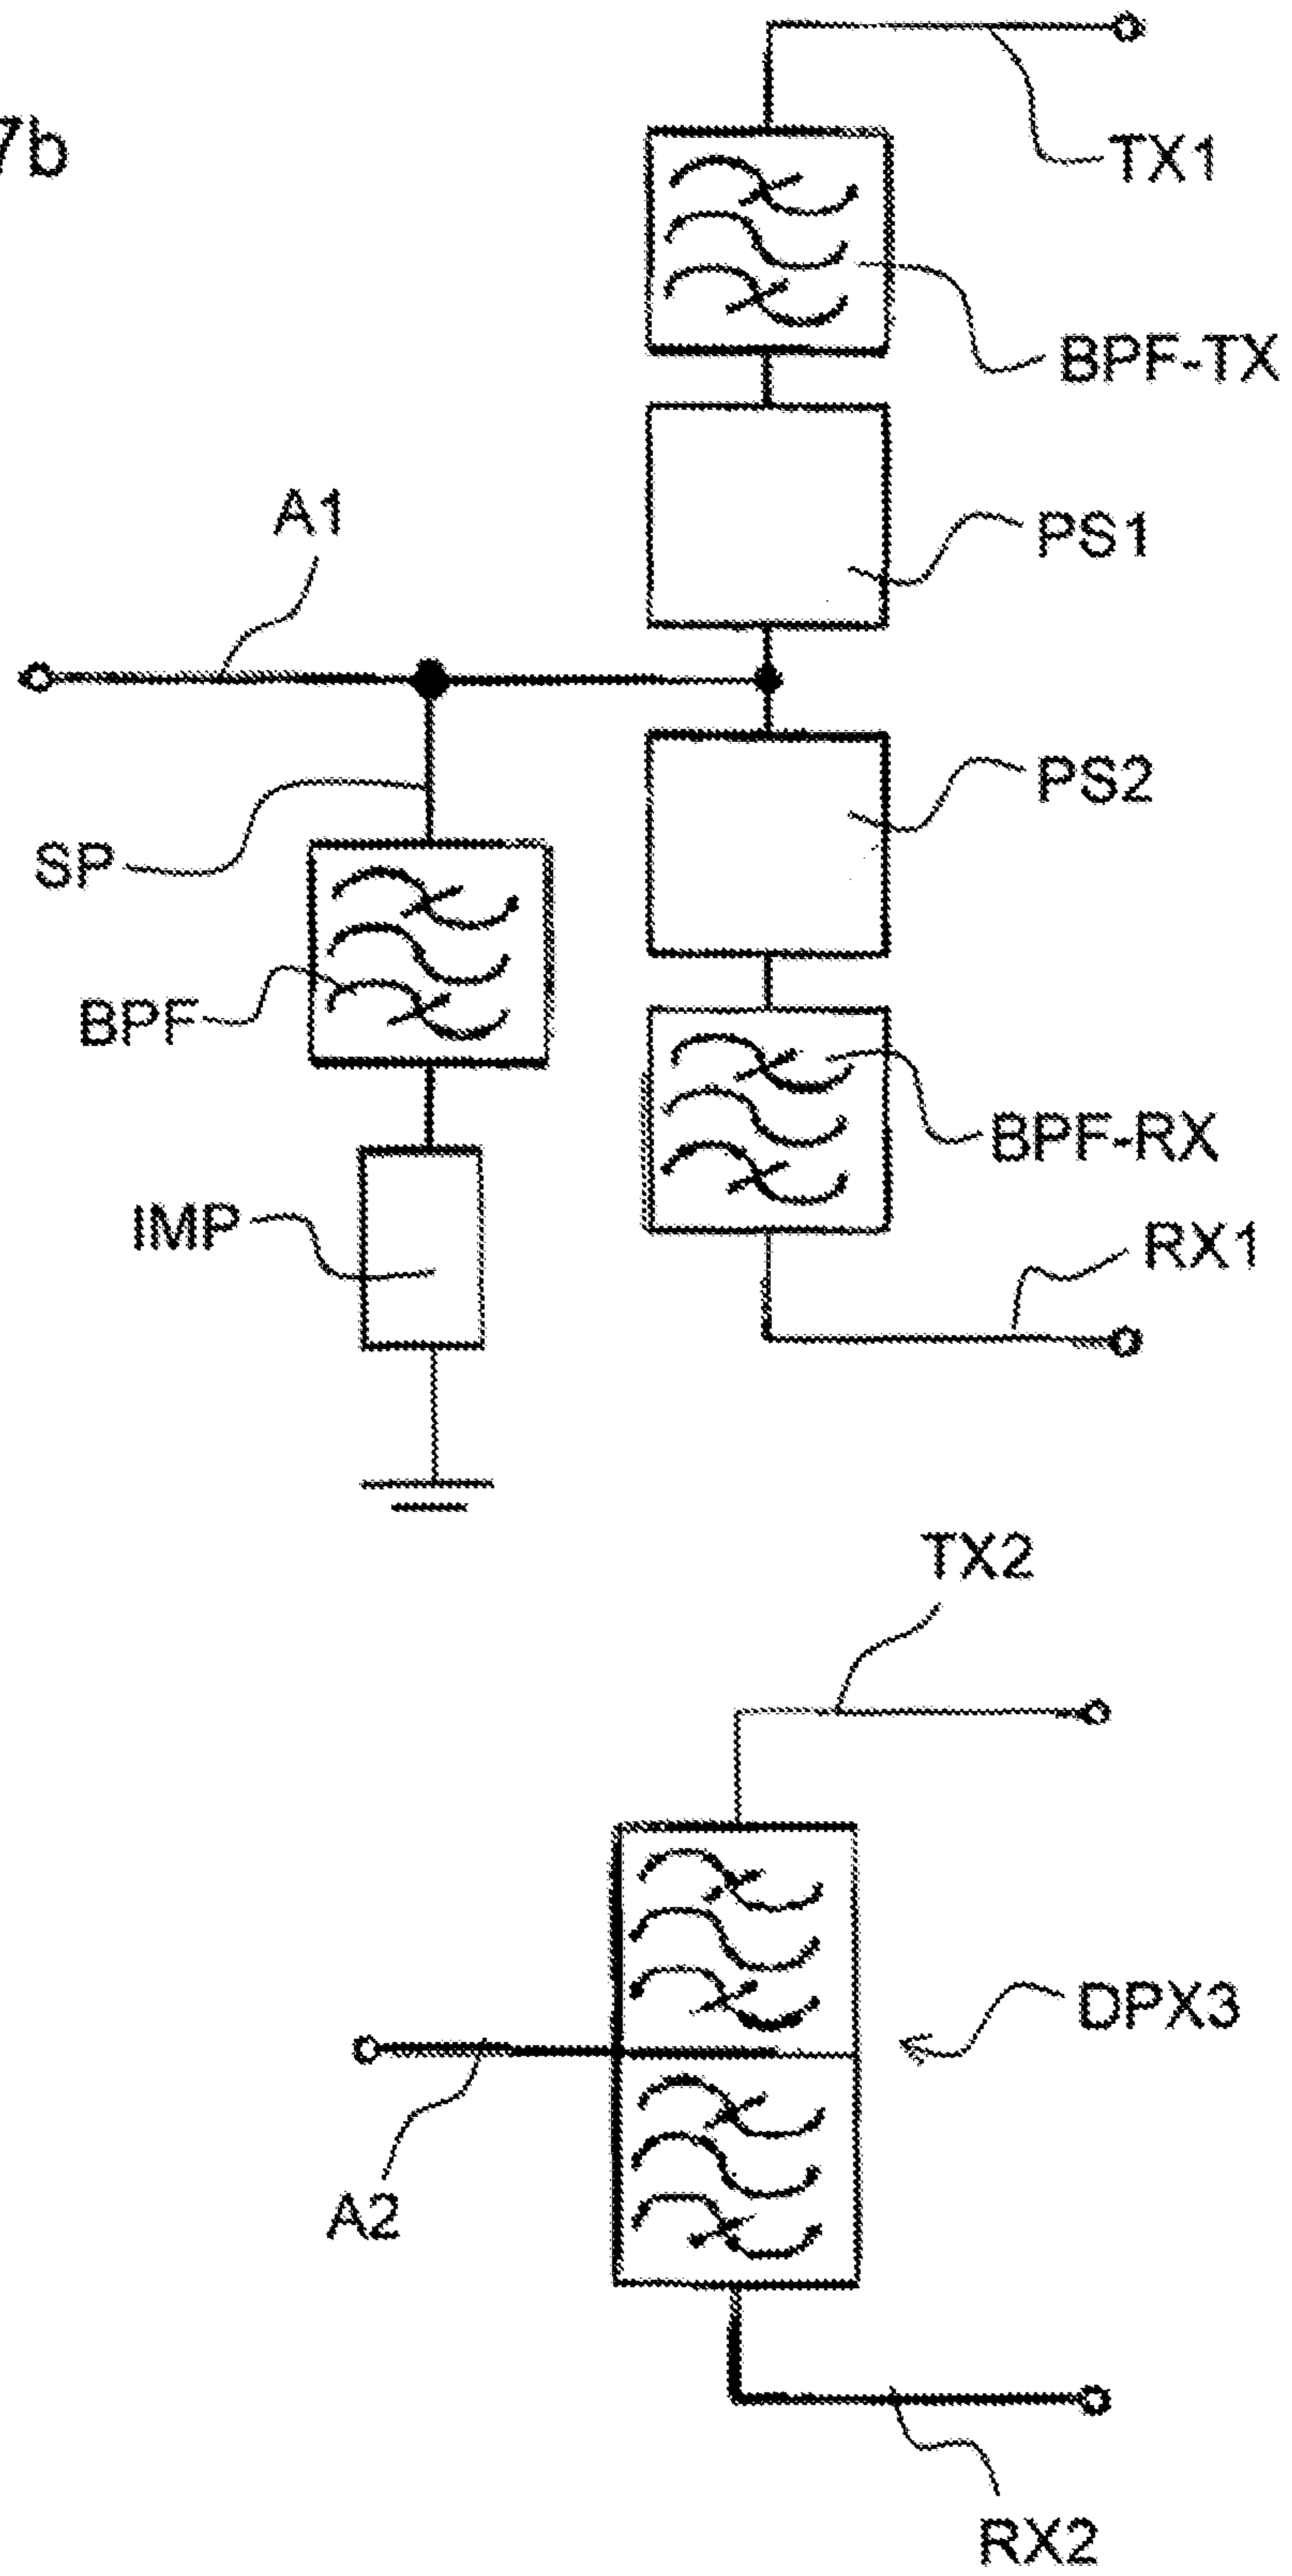 7b
TX1
BPF-TX
A1
PS1
PS2
SP
BPF
BPF-RX
IMP
RX1
TX2
DPX3
A2
RX2